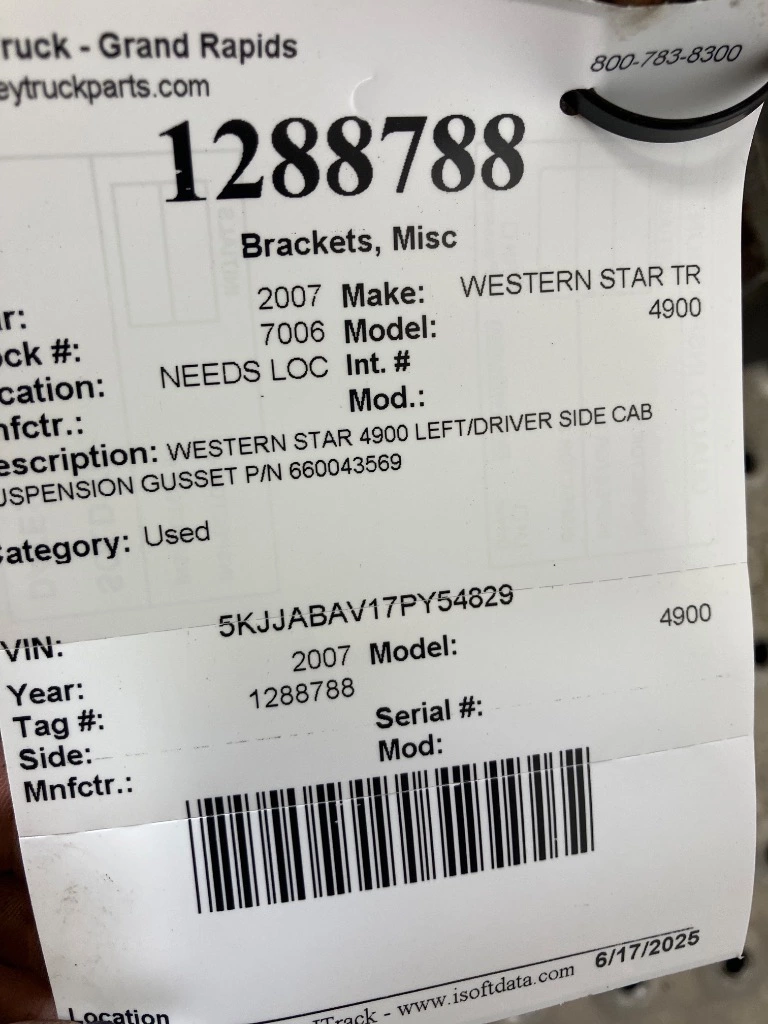 ruck - Grand Rapids
800-783-8300
eytruckparts.com
1288788
Brackets, Misc
ar: 2007 Make: WESTERN STAR TR
ock #: 7006 Model: 4900
cation: NEEDS LOC Int. #
nfctr.: Mod.:
escription: WESTERN STAR 4900 LEFT/DRIVER SIDE CAB
USPENSION GUSSET P/N 660043569
ategory: Used
VIN: 5KJJABAV17PY54829
Year: 2007 Model: 4900
Tag #: 1288788
Side: Serial #:
Mnfctr.: Mod:
Location ITrack - www.isoftdata.com 6/17/2025